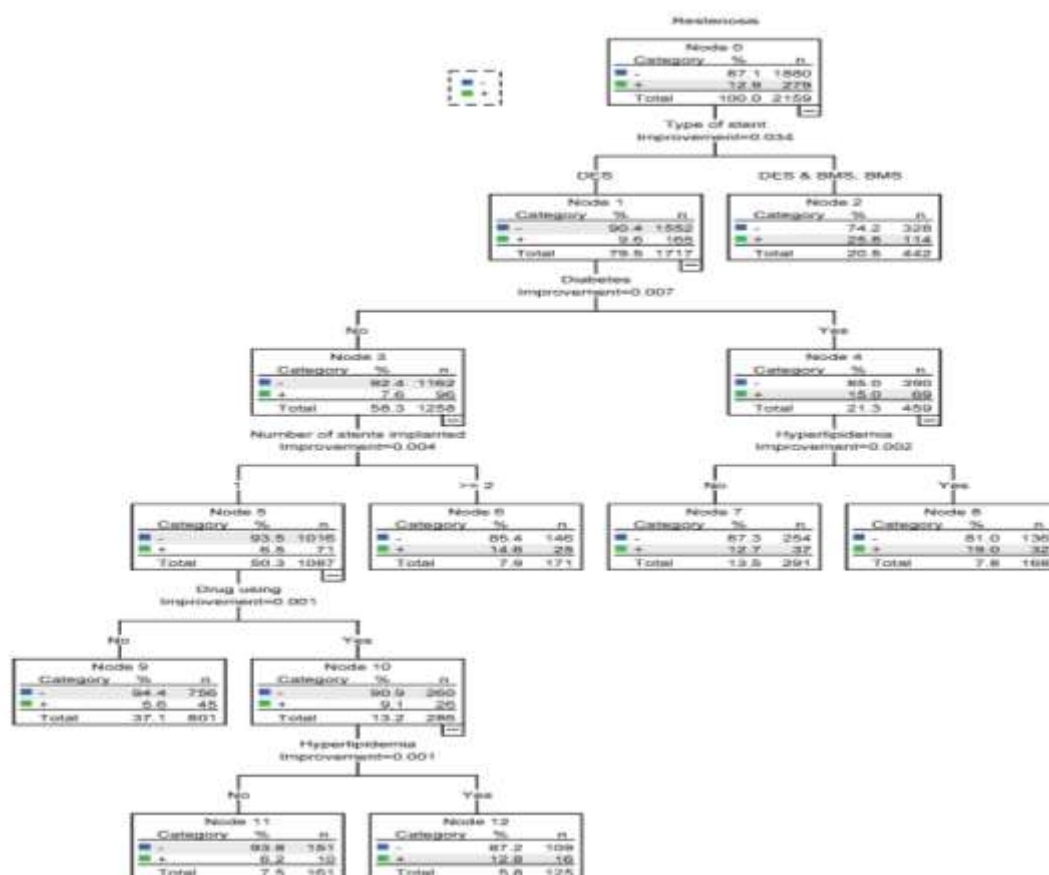 Restenosis
Node 0
Category % n
- 87.1 1880
+ 12.9 279
Total 100.0 2159
- 
+
Type of stent
Improvement=0.034
DES
DES & BMS, BMS
Node 1
Category % n
- 90.4 1552
+ 9.6 165
Total 79.5 1717
Node 2
Category % n
- 74.2 328
+ 25.8 114
Total 20.5 442
Diabetes
Improvement=0.007
No
Yes
Node 3
Category % n
- 92.4 1162
+ 7.6 96
Total 58.3 1258
Node 4
Category % n
- 85.0 390
+ 15.0 69
Total 21.3 459
Number of stents implanted
Improvement=0.004
Hyperlipidemia
Improvement=0.002
1
>= 2
No
Yes
Node 5
Category % n
- 93.5 1016
+ 6.5 71
Total 50.3 1087
Node 6
Category % n
- 85.4 146
+ 14.6 25
Total 7.9 171
Node 7
Category % n
- 87.3 254
+ 12.7 37
Total 13.5 291
Node 8
Category % n
- 81.0 136
+ 19.0 32
Total 7.8 168
Drug using
Improvement=0.001
No
Yes
Node 9
Category % n
- 94.4 756
+ 5.6 45
Total 37.1 801
Node 10
Category % n
- 90.9 260
+ 9.1 26
Total 13.2 286
Hyperlipidemia
Improvement=0.001
No
Yes
Node 11
Category % n
- 93.8 151
+ 6.2 10
Total 7.5 161
Node 12
Category % n
- 87.2 109
+ 12.8 16
Total 5.8 125